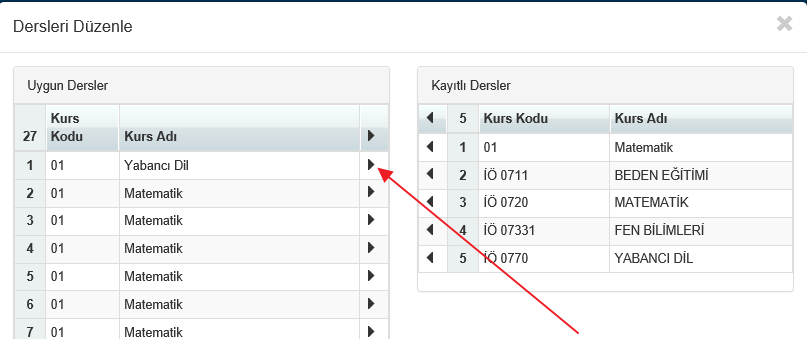 Dersleri Düzenle
Uygun Dersler
27 Kurs Kodu Kurs Adı
1 01 Yabancı Dil
2 01 Matematik
3 01 Matematik
4 01 Matematik
5 01 Matematik
6 01 Matematik
7 01 Matematik
Kayıtlı Dersler
5 Kurs Kodu Kurs Adı
1 01 Matematik
2 İÖ 0711 BEDEN EĞİTİMİ
3 İÖ 0720 MATEMATİK
4 İÖ 07331 FEN BİLİMLERİ
5 İÖ 0770 YABANCI DİL